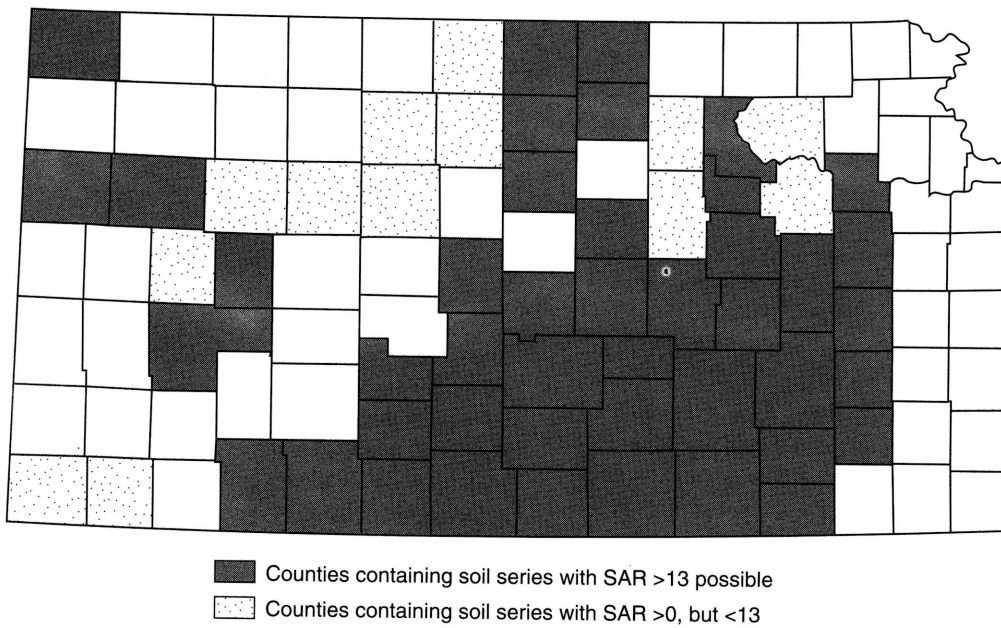 Counties containing soil series with SAR >13 possible
Counties containing soil series with SAR >0, but <13